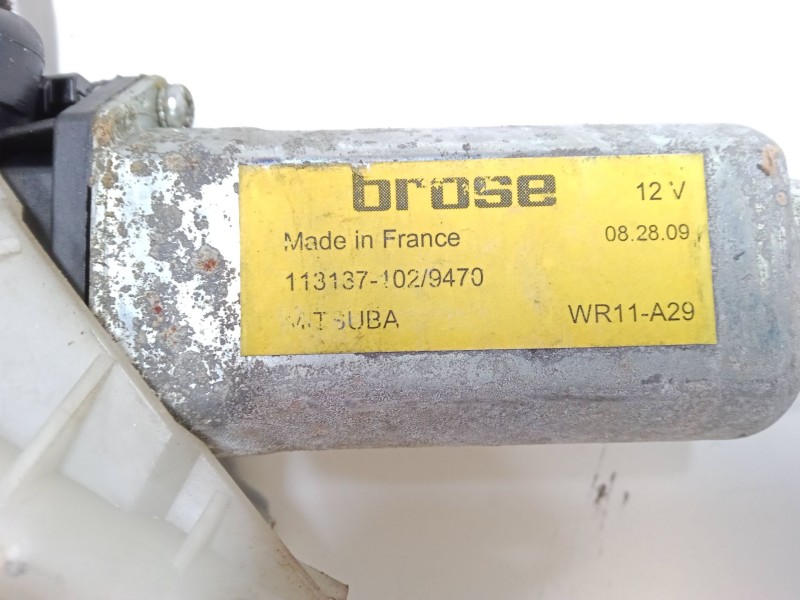 brose 12 V
Made in France 08.28.09
113137-102/9470
MITSUBA WR11-A29